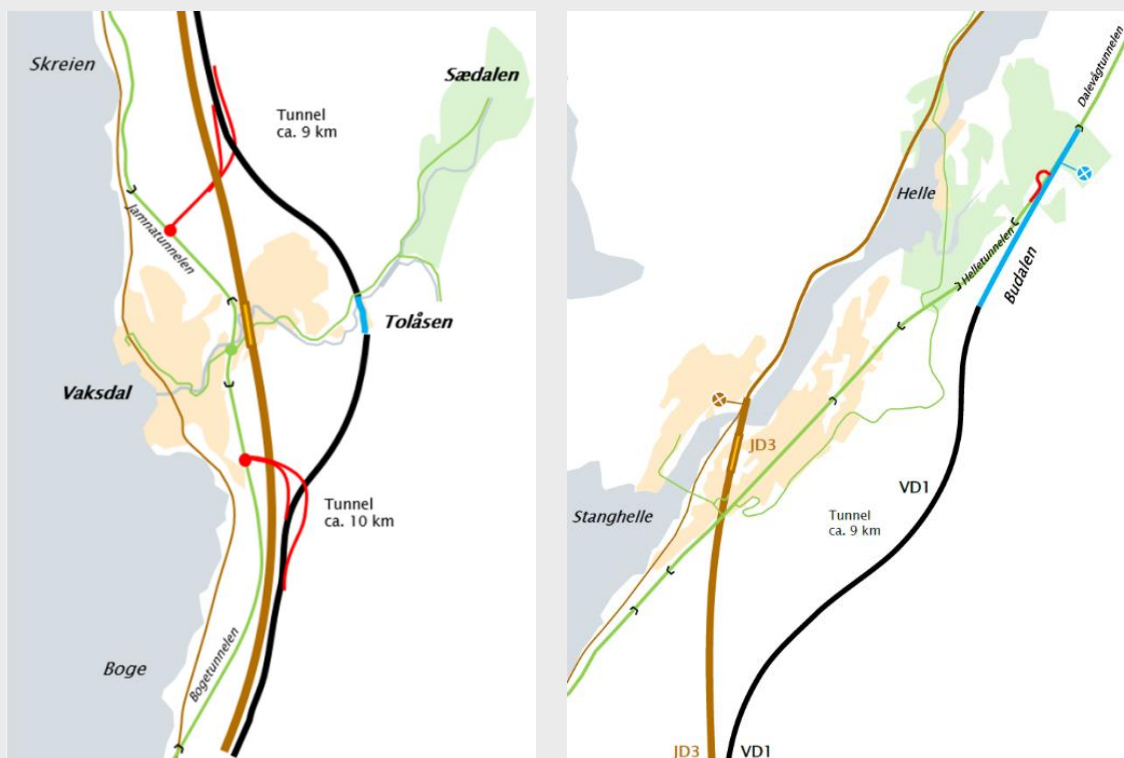 Skreien
Sædalen
Tunnel
ca. 9 km
Jamnatunnelen
Tolåsen
Vaksdal
Tunnel
ca. 10 km
Boge
Bogetunnelen
Dalevågtunnelen
Helle
Helletunnelen
Budalen
JD3
VD1
Stanghelle
Tunnel
ca. 9 km
JD3
VD1